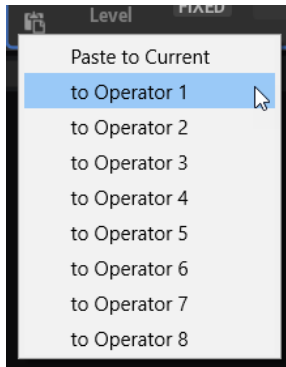 Level FIXED
Paste to Current
to Operator 1
to Operator 2
to Operator 3
to Operator 4
to Operator 5
to Operator 6
to Operator 7
to Operator 8